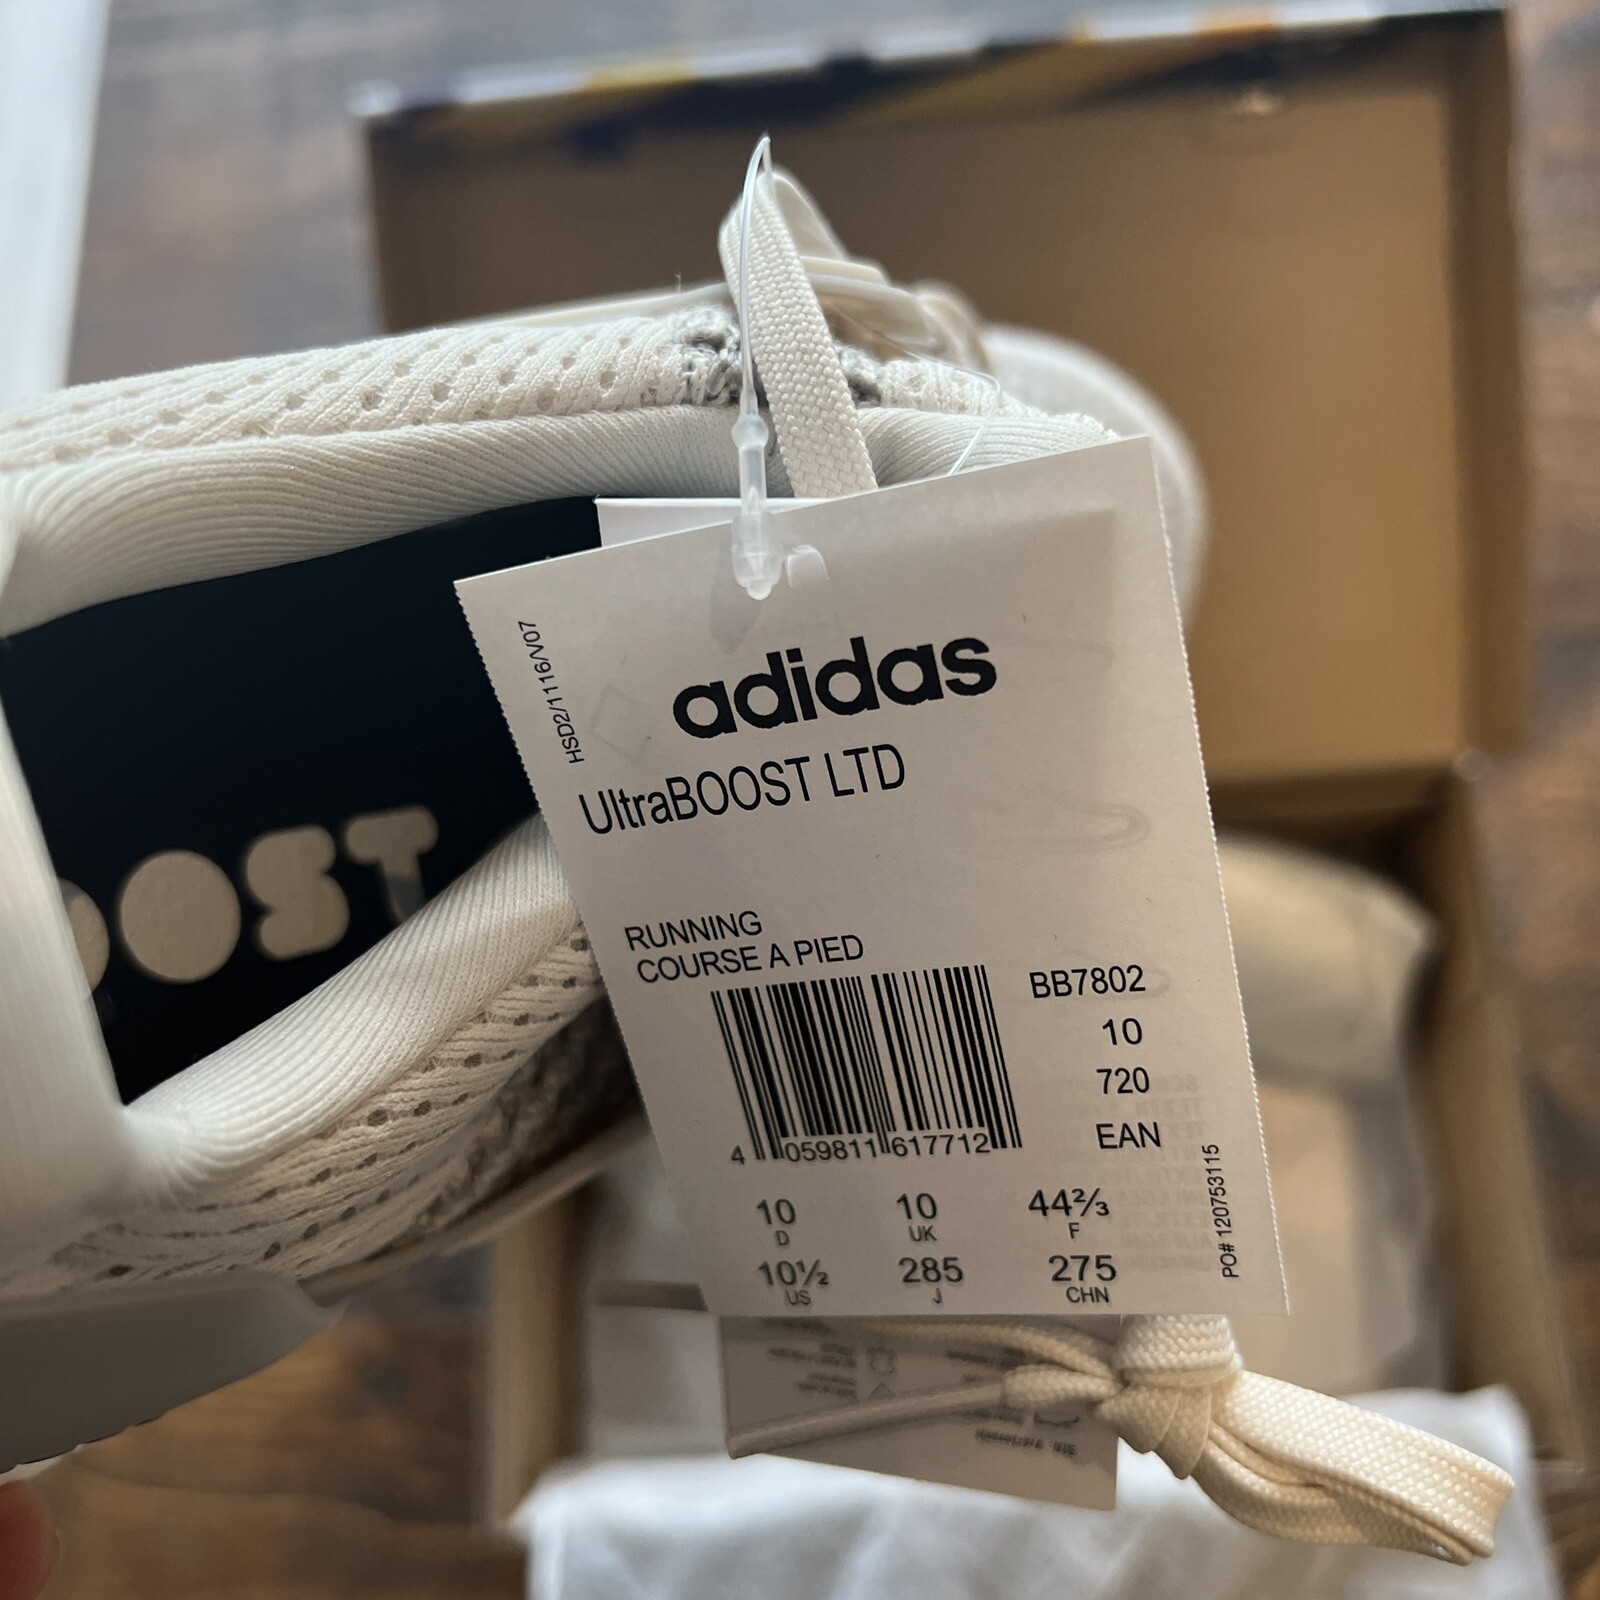 HSD2/1116/V07
adidas
UltraBOOST LTD
RUNNING
COURSE A PIED
BB7802
10
720
EAN
4 059811 617712
10 10 44⅔
D UK F
10½ 285 275
US J CHN
PO# 120753115
OOST